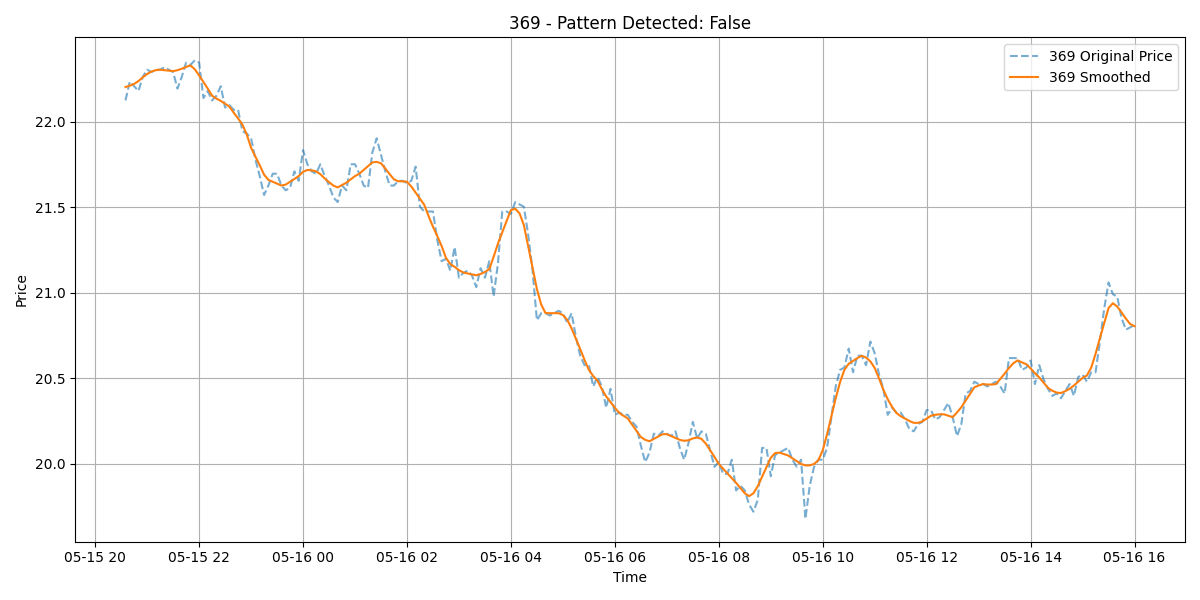 369 - Pattern Detected: False
369 Original Price
369 Smoothed
Price
22.0
21.5
21.0
20.5
20.0
05-15 20 05-15 22 05-16 00 05-16 02 05-16 04 05-16 06 05-16 08 05-16 10 05-16 12 05-16 14 05-16 16
Time